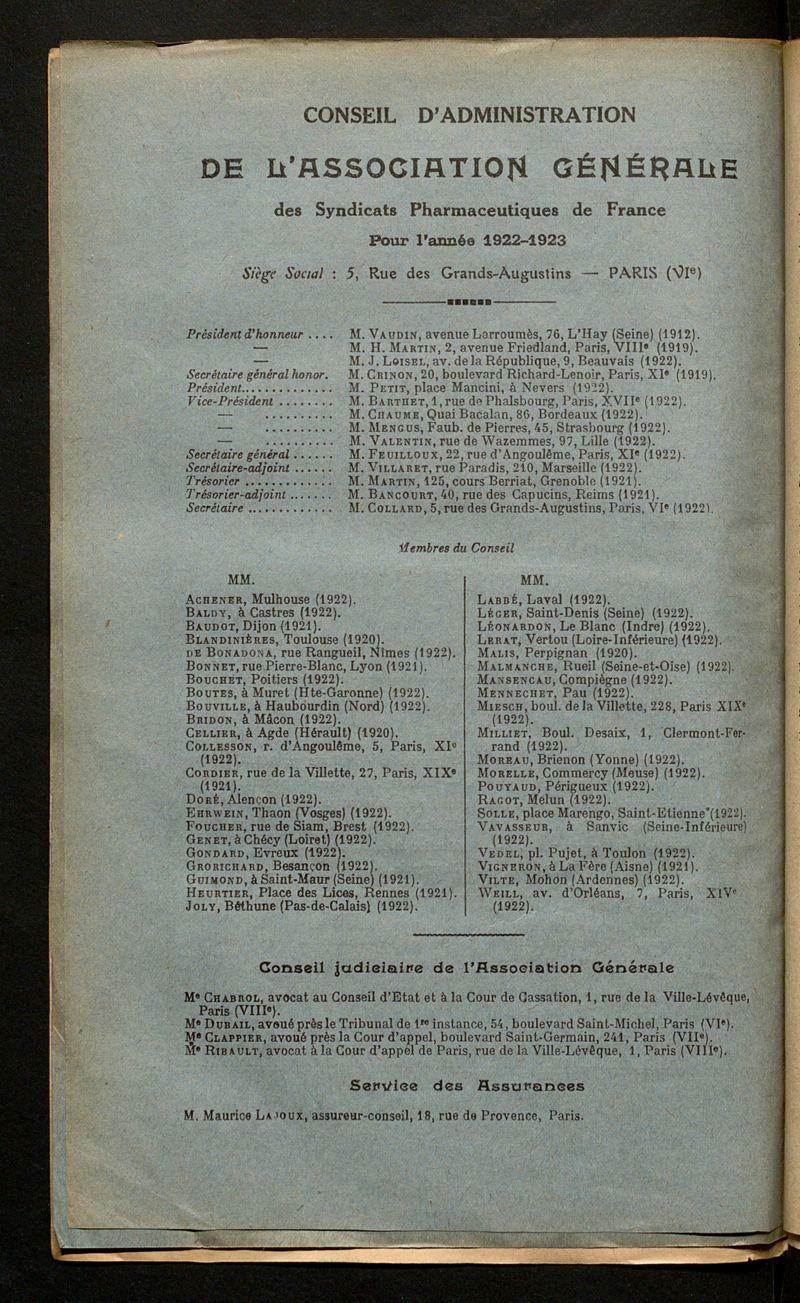 CONSEIL D'ADMINISTRATION
DE L'ASSOCIATION GÉNÉRALE
des Syndicats Pharmaceutiques de France
Pour l'année 1922-1923
Siège Social : 5, Rue des Grands-Augustins — PARIS (VIe)
Président d'honneur .... M. VAUDIN, avenue Larroumès, 76, L'Hay (Seine) (1912).
— M. H. MARTIN, 2, avenue Friedland, Paris, VIIIe (1919).
— M. J. LOISEL, av. de la République, 9, Beauvais (1922).
Secrétaire général honor. M. CRINON, 20, boulevard Richard-Lenoir, Paris, XIe (1919).
Président.............. M. PETIT, place Mancini, à Nevers (1922).
Vice-Président ........ M. BARTHET, 1, rue de Phalsbourg, Paris, XVIIe (1922).
— .......... M. CHAUME, Quai Bacalan, 86, Bordeaux (1922).
— .......... M. MENGUS, Faub. de Pierres, 45, Strasbourg (1922).
— .......... M. VALENTIN, rue de Wazemmes, 97, Lille (1922).
Secrétaire général ...... M. FEUILLOUX, 22, rue d'Angoulême, Paris, XIe (1922).
Secrétaire-adjoint ...... M. VILLARET, rue Paradis, 210, Marseille (1922).
Trésorier ............. M. MARTIN, 125, cours Berriat, Grenoble (1921).
Trésorier-adjoint ....... M. BANCOURT, 40, rue des Capucins, Reims (1921).
Secrétaire ............. M. COLLARD, 5, rue des Grands-Augustins, Paris, VIe (1922).
Membres du Conseil
MM.
ACHENER, Mulhouse (1922).
BALDY, à Castres (1922).
BAUDOT, Dijon (1921).
BLANDINIÈRES, Toulouse (1920).
DE BONADONA, rue Rangueil, Nîmes (1922).
BONNET, rue Pierre-Blanc, Lyon (1921).
BOUCHET, Poitiers (1922).
BOUTES, à Muret (Hte-Garonne) (1922).
BOUVILLE, à Haubourdin (Nord) (1922).
BRIDON, à Mâcon (1922).
CELLIER, à Agde (Hérault) (1920).
COLLESSON, r. d'Angoulême, 5, Paris, XIe
(1922).
CORDIER, rue de la Villette, 27, Paris, XIXe
(1921).
DORÉ, Alençon (1922).
EHRWEIN, Thaon (Vosges) (1922).
FOUCHER, rue de Siam, Brest (1922).
GENET, à Chécy (Loiret) (1922).
GONDARD, Evreux (1922).
GRORICHARD, Besançon (1922).
GUIMOND, à Saint-Maur (Seine) (1921).
HEURTIER, Place des Lices, Rennes (1921).
JOLY, Béthune (Pas-de-Calais) (1922).
MM.
LABBÉ, Laval (1922).
LÉGER, Saint-Denis (Seine) (1922).
LÉONARDON, Le Blanc (Indre) (1922).
LERAT, Vertou (Loire-Inférieure) (1922).
MALIS, Perpignan (1920).
MALMANCHE, Rueil (Seine-et-Oise) (1922).
MANSENCAU, Compiègne (1922).
MENNECHET, Pau (1922).
MIESCH, boul. de la Villette, 228, Paris XIXe
(1922).
MILLIET, Boul. Desaix, 1, Clermont-Fer-
rand (1922).
MOREAU, Brienon (Yonne) (1922).
MORELLE, Commercy (Meuse) (1922).
POUYAUD, Périgueux (1922).
RAGOT, Melun (1922).
SOLLE, place Marengo, Saint-Etienne (1922).
VAVASSEUR, à Sanvic (Seine-Inférieure)
(1922).
VEDEL, pl. Pujet, à Toulon (1922).
VIGNERON, à La Fère (Aisne) (1921).
VILTE, Mohon (Ardennes) (1922).
WEILL, av. d'Orléans, 7, Paris, XIVe
(1922).
Conseil judiciaire de l'Association Générale
Me CHABROL, avocat au Conseil d'Etat et à la Cour de Cassation, 1, rue de la Ville-Lévêque,
Paris (VIIIe).
Me DUBAIL, avoué près le Tribunal de 1re instance, 54, boulevard Saint-Michel, Paris (VIe).
Me CLAPPIER, avoué près la Cour d'appel, boulevard Saint-Germain, 241, Paris (VIIe).
Me RIBAULT, avocat à la Cour d'appel de Paris, rue de la Ville-Lévêque, 1, Paris (VIIIe).
Service des Assurances
M. Maurice LAJOUX, assureur-conseil, 18, rue de Provence, Paris.